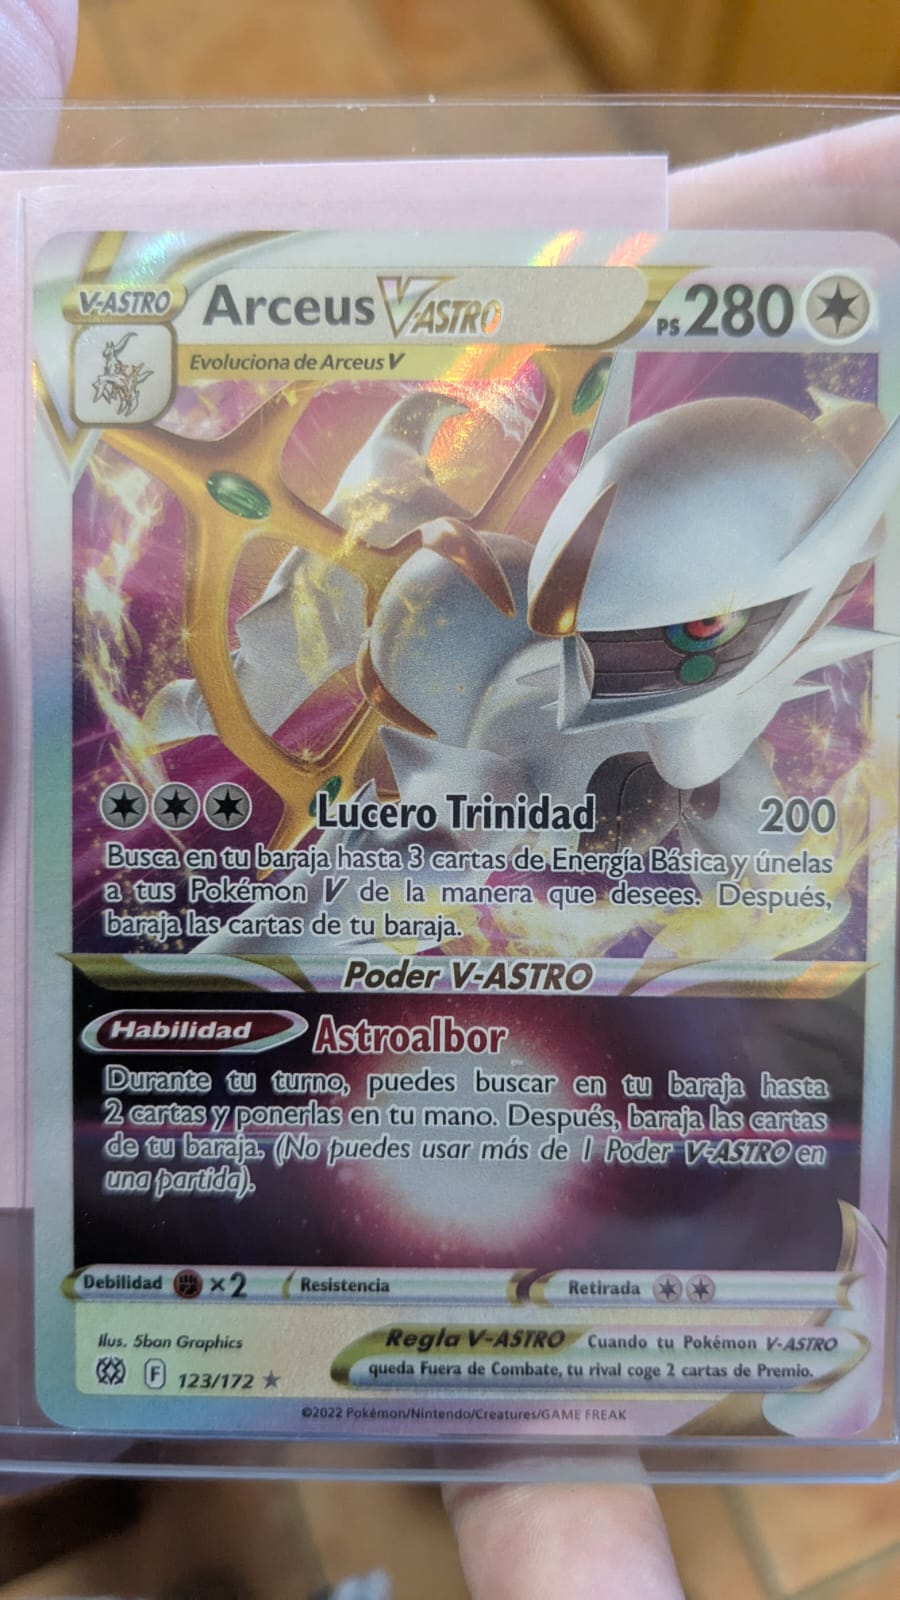 V-ASTRO
Arceus V-ASTRO
PS 280
Evoluciona de Arceus V
Lucero Trinidad 200
Busca en tu baraja hasta 3 cartas de Energía Básica y únelas
a tus Pokémon V de la manera que desees. Después,
baraja las cartas de tu baraja.
Poder V-ASTRO
Habilidad Astroalbor
Durante tu turno, puedes buscar en tu baraja hasta
2 cartas y ponerlas en tu mano. Después, baraja las cartas
de tu baraja. (No puedes usar más de 1 Poder V-ASTRO en
una partida).
Debilidad ×2 Resistencia Retirada
Ilus. 5ban Graphics
F 123/172
Regla V-ASTRO Cuando tu Pokémon V-ASTRO
queda Fuera de Combate, tu rival coge 2 cartas de Premio.
©2022 Pokémon/Nintendo/Creatures/GAME FREAK